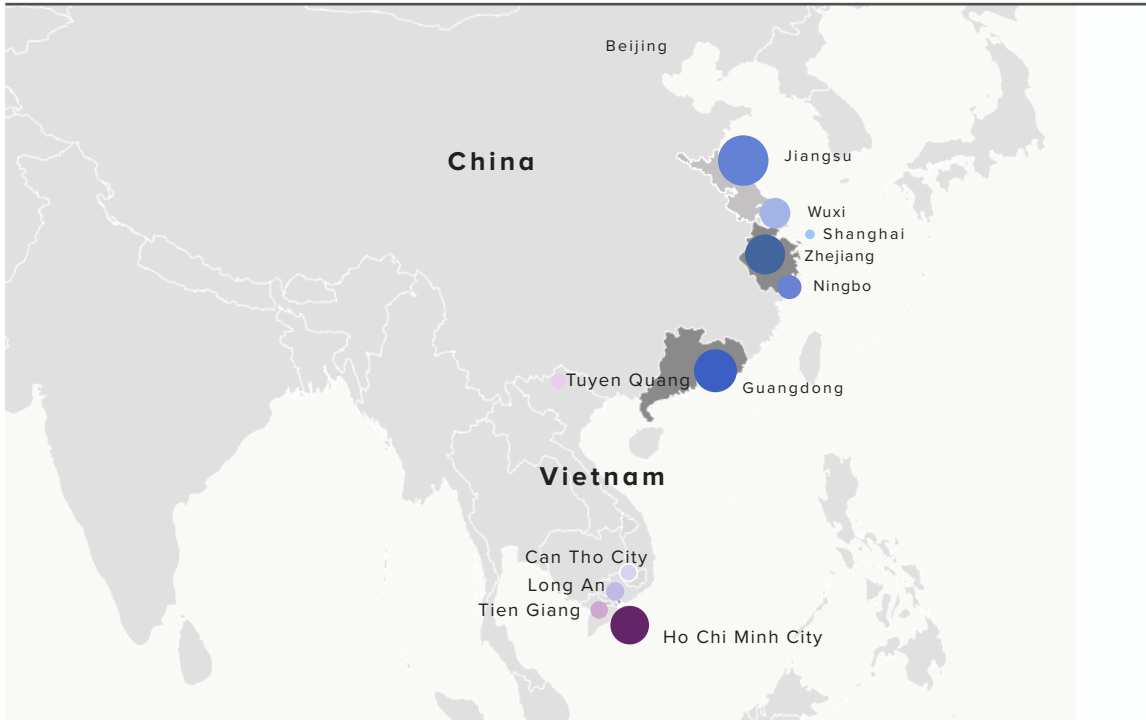 Beijing
China
Jiangsu
Wuxi
Shanghai
Zhejiang
Ningbo
Tuyen Quang
Guangdong
Vietnam
Can Tho City
Long An
Tien Giang
Ho Chi Minh City